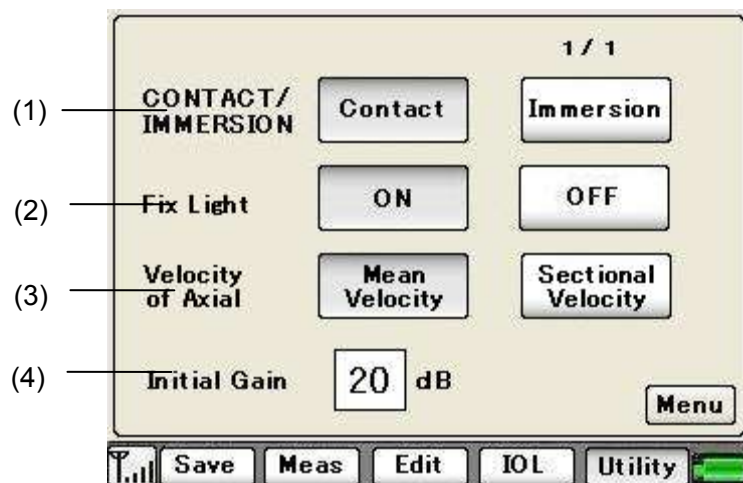 1 / 1
(1) CONTACT/ Contact Immersion
IMMERSION
(2) Fix Light ON OFF
(3) Velocity Mean Sectional
of Axial Velocity Velocity
(4) Initial Gain 20 dB
Menu
Save Meas Edit IOL Utility